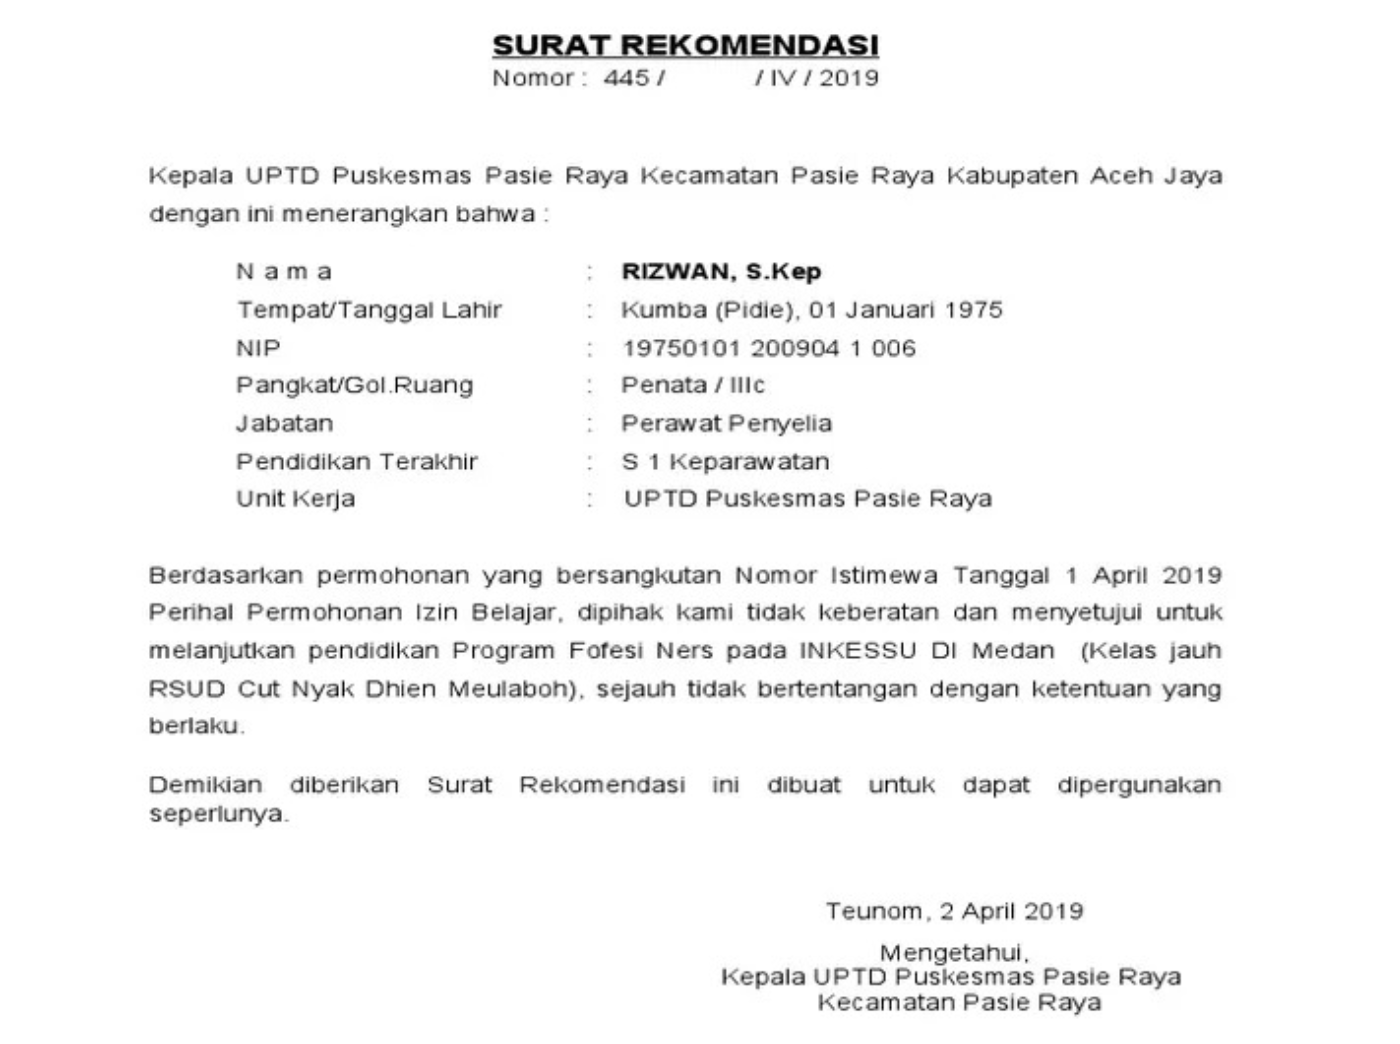 SURAT REKOMENDASI
Nomor : 445 / / IV / 2019
Kepala UPTD Puskesmas Pasie Raya Kecamatan Pasie Raya Kabupaten Aceh Jaya
dengan ini menerangkan bahwa :
N a m a : RIZWAN, S.Kep
Tempat/Tanggal Lahir : Kumba (Pidie), 01 Januari 1975
NIP : 19750101 200904 1 006
Pangkat/Gol.Ruang : Penata / IIIc
Jabatan : Perawat Penyelia
Pendidikan Terakhir : S 1 Keparawatan
Unit Kerja : UPTD Puskesmas Pasie Raya
Berdasarkan permohonan yang bersangkutan Nomor Istimewa Tanggal 1 April 2019
Perihal Permohonan Izin Belajar, dipihak kami tidak keberatan dan menyetujui untuk
melanjutkan pendidikan Program Fofesi Ners pada INKESSU DI Medan (Kelas jauh
RSUD Cut Nyak Dhien Meulaboh), sejauh tidak bertentangan dengan ketentuan yang
berlaku.
Demikian diberikan Surat Rekomendasi ini dibuat untuk dapat dipergunakan
seperlunya.
Teunom, 2 April 2019
Mengetahui,
Kepala UPTD Puskesmas Pasie Raya
Kecamatan Pasie Raya